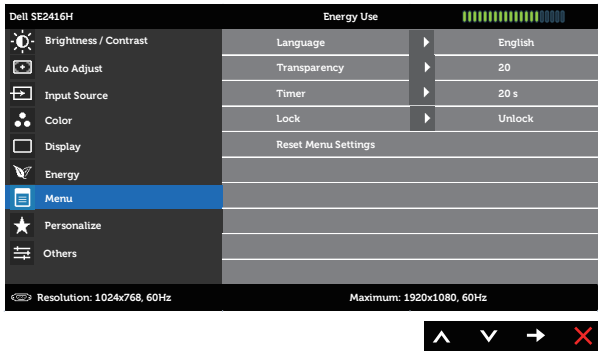 Dell SE2416H Energy Use
Brightness / Contrast
Auto Adjust
Input Source
Color
Display
Energy
Menu
Personalize
Others
Language English
Transparency 20
Timer 20 s
Lock Unlock
Reset Menu Settings
Resolution: 1024x768, 60Hz Maximum: 1920x1080, 60Hz